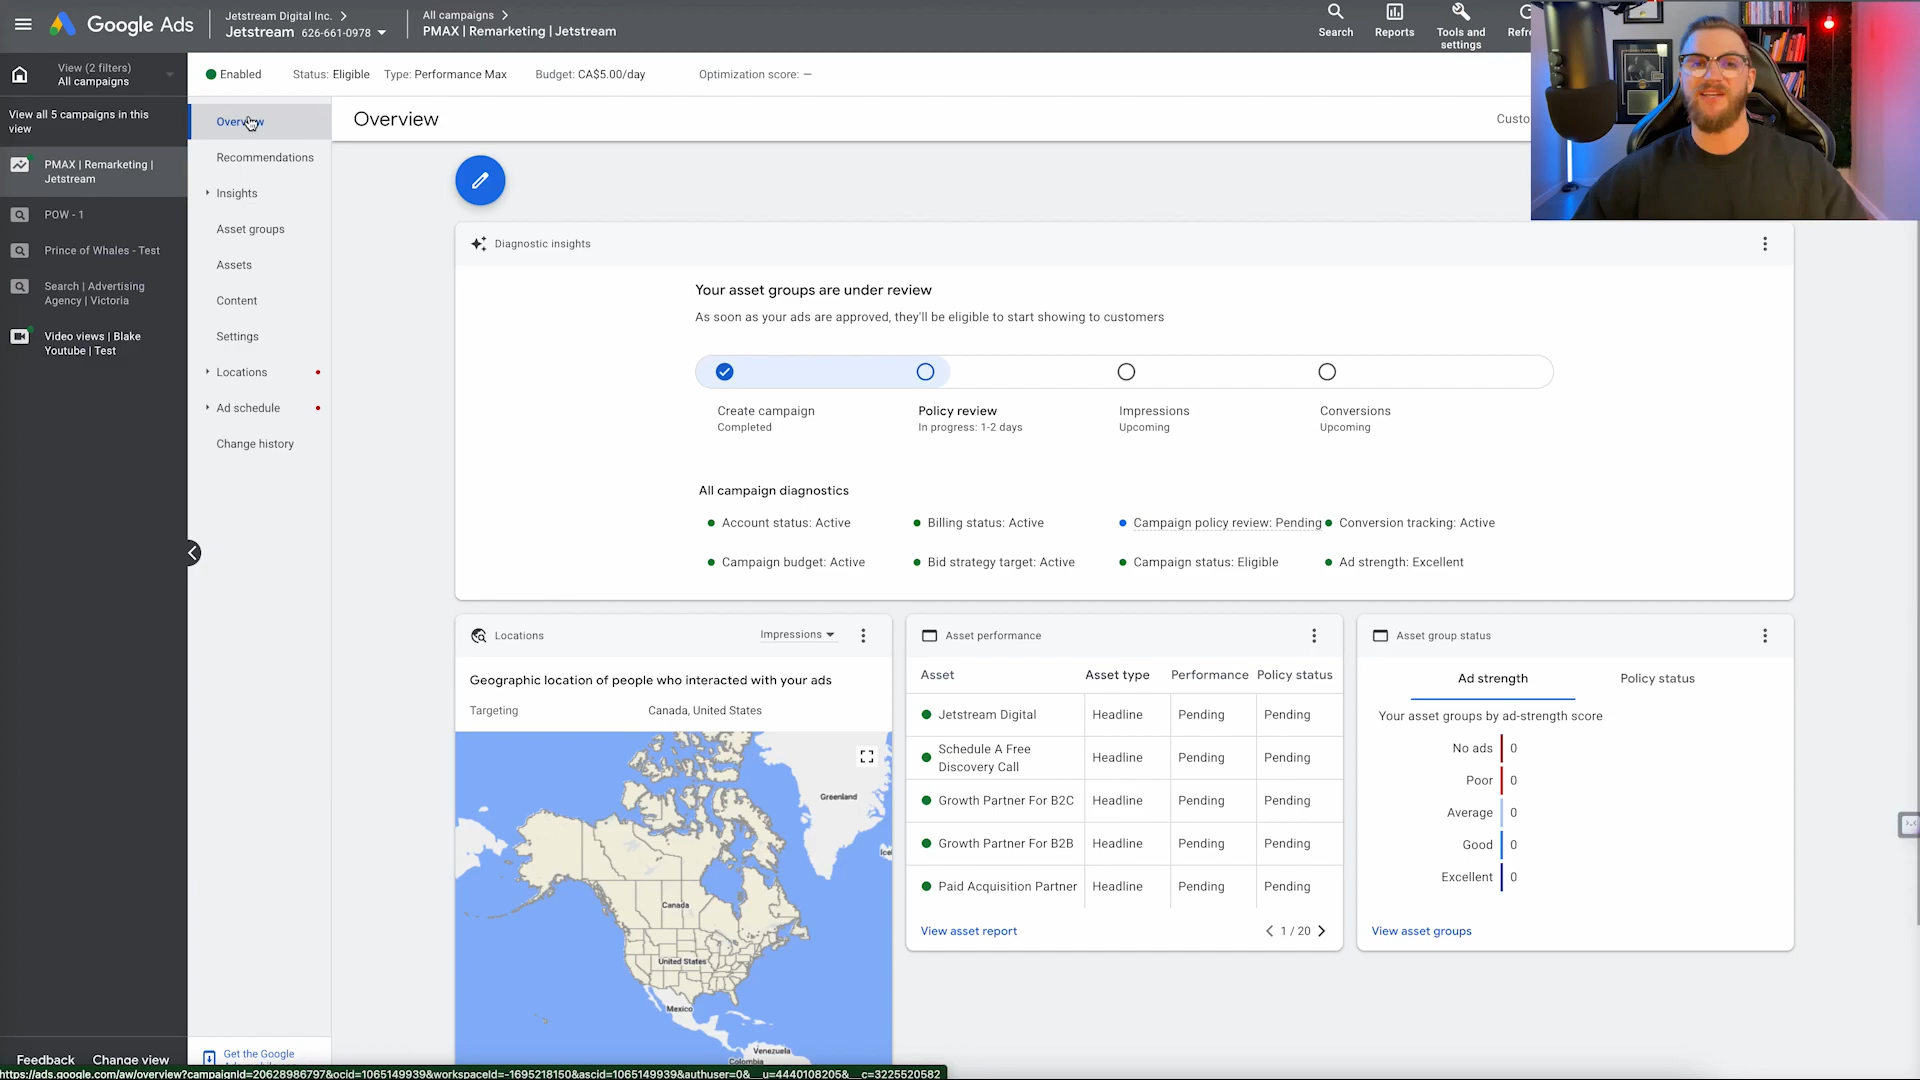 Google Ads
Jetstream Digital Inc.
Jetstream 626-661-0978
All campaigns
PMAX | Remarketing | Jetstream
Search
Reports
Tools and
settings
View (2 filters)
All campaigns
Enabled
Status: Eligible
Type: Performance Max
Budget: CA$5.00/day
Optimization score: —
View all 5 campaigns in this
view
PMAX | Remarketing |
Jetstream
POW - 1
Prince of Whales - Test
Search | Advertising
Agency | Victoria
Video views | Blake
Youtube | Test
Overview
Recommendations
Insights
Asset groups
Assets
Content
Settings
Locations
Ad schedule
Change history
Overview
Custo
Diagnostic insights
Your asset groups are under review
As soon as your ads are approved, they'll be eligible to start showing to customers
Create campaign
Completed
Policy review
In progress: 1-2 days
Impressions
Upcoming
Conversions
Upcoming
All campaign diagnostics
Account status: Active
Billing status: Active
Campaign policy review: Pending
Conversion tracking: Active
Campaign budget: Active
Bid strategy target: Active
Campaign status: Eligible
Ad strength: Excellent
Locations
Impressions
Geographic location of people who interacted with your ads
Targeting
Canada, United States
Greenland
Canada
United States
Mexico
Venezuela
Colombia
Asset performance
Asset Asset type Performance Policy status
Jetstream Digital Headline Pending Pending
Schedule A Free
Discovery Call Headline Pending Pending
Growth Partner For B2C Headline Pending Pending
Growth Partner For B2B Headline Pending Pending
Paid Acquisition Partner Headline Pending Pending
View asset report
1 / 20
Asset group status
Ad strength
Policy status
Your asset groups by ad-strength score
No ads 0
Poor 0
Average 0
Good 0
Excellent 0
View asset groups
Feedback
Change view
Get the Google
https://ads.google.com/aw/overview?campaignId=20628986797&ocid=1065149939&workspaceId=-1695218150&ascid=1065149939&authuser=0&__u=4440108205&__c=3225520582